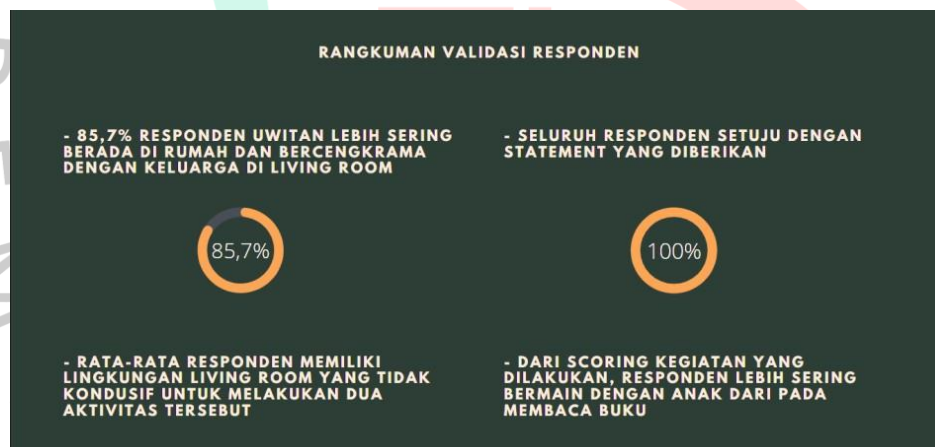 RANGKUMAN VALIDASI RESPONDEN
- 85,7% RESPONDEN UWITAN LEBIH SERING
BERADA DI RUMAH DAN BERCENGKRAMA
DENGAN KELUARGA DI LIVING ROOM
85,7%
- RATA-RATA RESPONDEN MEMILIKI
LINGKUNGAN LIVING ROOM YANG TIDAK
KONDUSIF UNTUK MELAKUKAN DUA
AKTIVITAS TERSEBUT
- SELURUH RESPONDEN SETUJU DENGAN
STATEMENT YANG DIBERIKAN
100%
- DARI SCORING KEGIATAN YANG
DILAKUKAN, RESPONDEN LEBIH SERING
BERMAIN DENGAN ANAK DARI PADA
MEMBACA BUKU